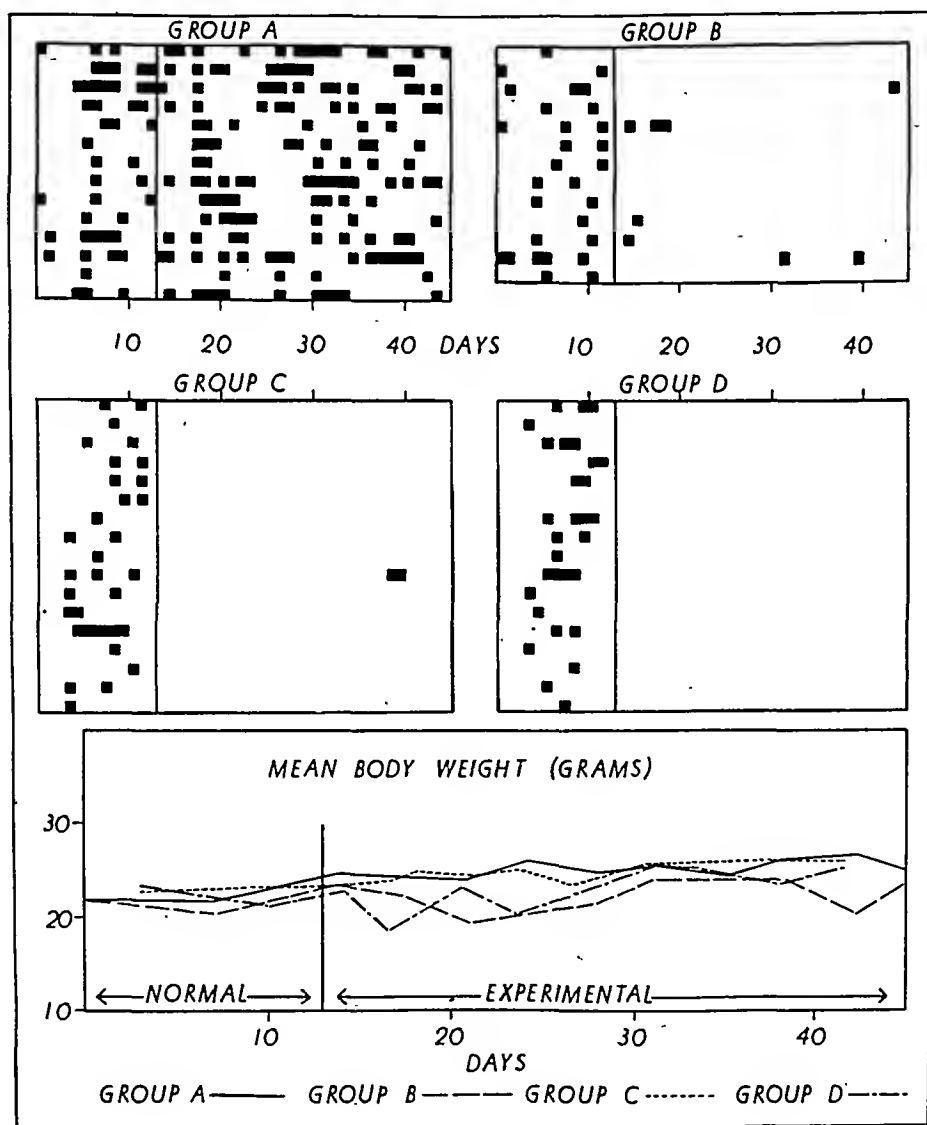 GROUP A GROUP B
10 20 30 40 DAYS 10 20 30 40
GROUP C GROUP D
MEAN BODY WEIGHT (GRAMS)
30
20
10
NORMAL EXPERIMENTAL
10 20 30 40
DAYS
GROUP A GROUP B GROUP C GROUP D